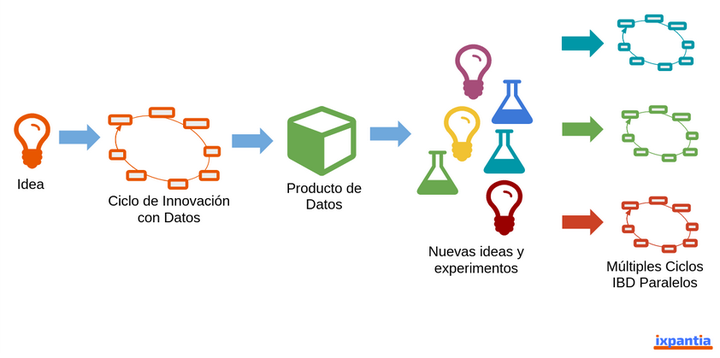 Idea
Ciclo de Innovación
con Datos
Producto de
Datos
Nuevas ideas y
experimentos
Múltiples Ciclos
IBD Paralelos
ixpantia